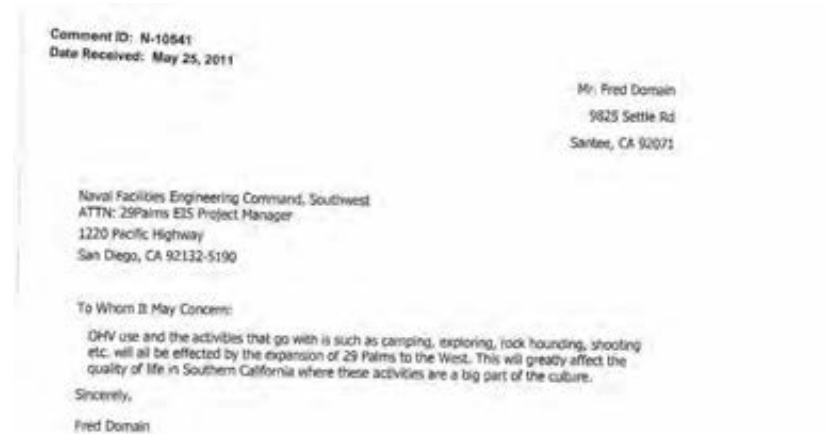 Comment ID: N-10541
Date Received: May 25, 2011
Mr. Fred Domain
9825 Settle Rd
Santee, CA 92071
Naval Facilities Engineering Command, Southwest
ATTN: 29Palms EIS Project Manager
1220 Pacific Highway
San Diego, CA 92132-5190
To Whom It May Concern:
OHV use and the activities that go with is such as camping, exploring, rock hounding, shooting
etc. will all be effected by the expansion of 29 Palms to the West. This will greatly affect the
quality of life in Southern California where these activities are a big part of the culture.
Sincerely,
Fred Domain